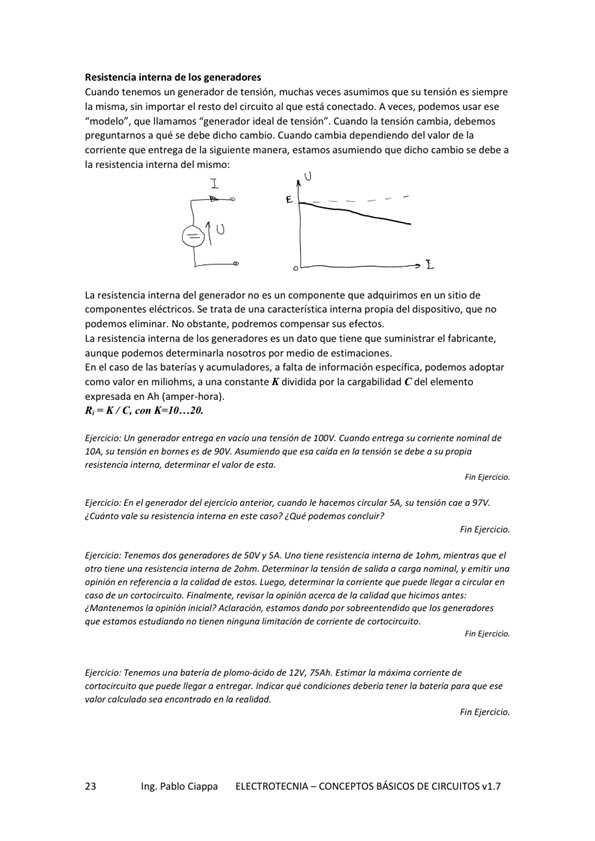 Resistencia interna de los generadores
Cuando tenemos un generador de tensión, muchas veces asumimos que su tensión es siempre
la misma, sin importar el resto del circuito al que está conectado. A veces, podemos usar ese
“modelo”, que llamamos “generador ideal de tensión”. Cuando la tensión cambia, debemos
preguntarnos a qué se debe dicho cambio. Cuando cambia dependiendo del valor de la
corriente que entrega de la siguiente manera, estamos asumiendo que dicho cambio se debe a
la resistencia interna del mismo:
I
U
U
E
0
I
La resistencia interna del generador no es un componente que adquirimos en un sitio de
componentes eléctricos. Se trata de una característica interna propia del dispositivo, que no
podemos eliminar. No obstante, podremos compensar sus efectos.
La resistencia interna de los generadores es un dato que tiene que suministrar el fabricante,
aunque podemos determinarla nosotros por medio de estimaciones.
En el caso de las baterías y acumuladores, a falta de información específica, podemos adoptar
como valor en miliohms, a una constante K dividida por la cargabilidad C del elemento
expresada en Ah (amper-hora).
Ri = K / C, con K=10…20.
Ejercicio: Un generador entrega en vacío una tensión de 100V. Cuando entrega su corriente nominal de
10A, su tensión en bornes es de 90V. Asumiendo que esa caída en la tensión se debe a su propia
resistencia interna, determinar el valor de esta.
Fin Ejercicio.
Ejercicio: En el generador del ejercicio anterior, cuando le hacemos circular 5A, su tensión cae a 97V.
¿Cuánto vale su resistencia interna en este caso? ¿Qué podemos concluir?
Fin Ejercicio.
Ejercicio: Tenemos dos generadores de 50V y 5A. Uno tiene resistencia interna de 1ohm, mientras que el
otro tiene una resistencia interna de 2ohm. Determinar la tensión de salida a carga nominal, y emitir una
opinión en referencia a la calidad de estos. Luego, determinar la corriente que puede llegar a circular en
caso de un cortocircuito. Finalmente, revisar la opinión acerca de la calidad que hicimos antes:
¿Mantenemos la opinión inicial? Aclaración, estamos dando por sobreentendido que los generadores
que estamos estudiando no tienen ninguna limitación de corriente de cortocircuito.
Fin Ejercicio.
Ejercicio: Tenemos una batería de plomo-ácido de 12V, 75Ah. Estimar la máxima corriente de
cortocircuito que puede llegar a entregar. Indicar qué condiciones debería tener la batería para que ese
valor calculado sea encontrado en la realidad.
Fin Ejercicio.
23 Ing. Pablo Ciappa ELECTROTECNIA – CONCEPTOS BÁSICOS DE CIRCUITOS v1.7